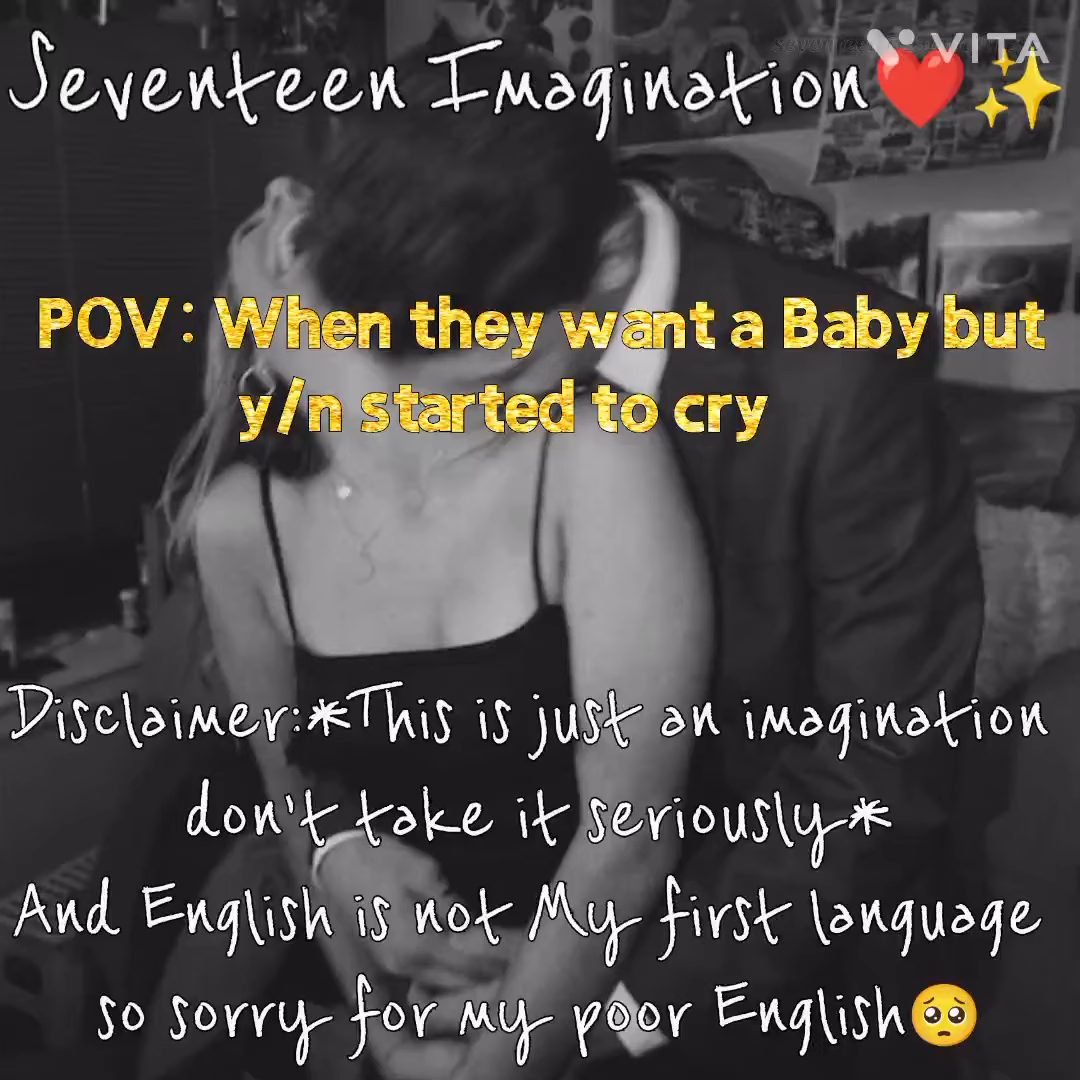 VITA
Seventeen Imagination❤️✨
POV: When they want a Baby but
y/n started to cry
Disclaimer:*This is just an imagination
don't take it seriously*
And English is not My first language
so sorry for my poor English🥺